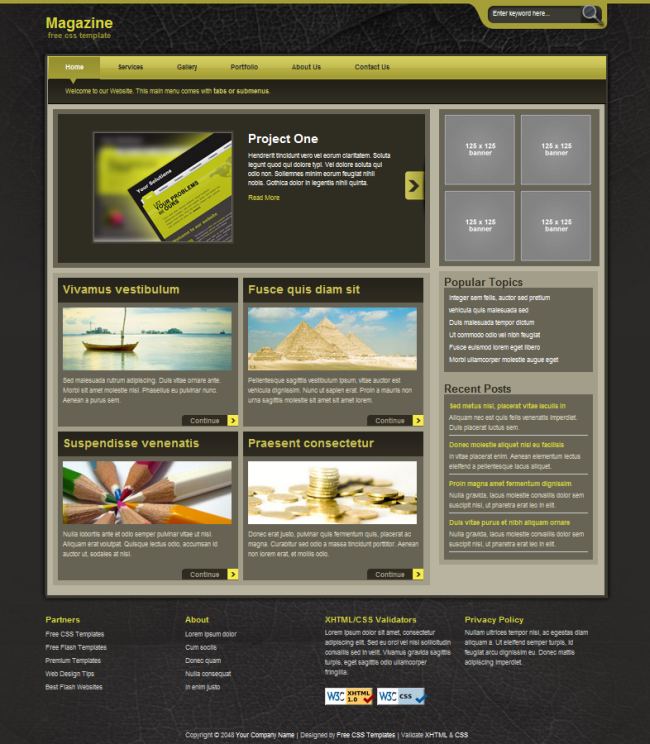 Magazine
free css template
Enter keyword here...
Home
Services
Gallery
Portfolio
About Us
Contact Us
Welcome to our Website. This main menu comes with tabs or submenus.
Your Solutions
YOUR PROBLEMS
OURS
Project One
Hendrerit tincidunt vero vel eorum claritatem. Soluta
legunt quod qui dolore typi. Vel dolore soluta qui
odio non. Sollemnes minim eorum feugiat nihil
nobis. Gothica dolor in legentis nihil quinta.
Read More
125 x 125
banner
125 x 125
banner
125 x 125
banner
125 x 125
banner
Vivamus vestibulum
Sed malesuada rutrum adipiscing. Duis vitae ornare ante.
Morbi sit amet molestie nisi. Phasellus eu pulvinar nunc.
Aenean a purus sem.
Continue
Fusce quis diam sit
Pellentesque sagittis vestibulum ipsum, vitae auctor est
vehicula dignissim. Nunc ut sapien erat. Proin a mauris non
urna sagittis molestie sit amet sit amet lorem.
Continue
Suspendisse venenatis
Nulla lobortis ante et odio semper pulvinar vitae ut nisl.
Aliquam erat volutpat. Quisque lectus odio, accumsan id
auctor ut, sodales at nisi.
Continue
Praesent consectetur
Donec erat justo, pulvinar quis fermentum quis, placerat ac
magna. Curabitur sed odio a massa tincidunt porttitor. Aenean
non lorem erat, et mollis odio.
Continue
Popular Topics
Integer sem felis, auctor sed pretium
vehicula quis malesuada sed
Duis malesuada tempor dictum
Ut commodo odio vel nibh feugiat
Fusce euismod lorem eget libero
Morbi ullamcorper molestie augue eget
Recent Posts
Sed metus nisi, placerat vitae iaculis in
Aliquam nec est quis felis venenatis imperdiet.
Duis placerat luctus sem.
Donec molestie aliquet nisi eu facilisis
In vitae placerat enim. Aenean elementum lectus
eleifend a pellentesque lacus aliquet.
Proin magna amet fermentum dignissim
Nulla gravida, lacus molestie convallis dolor sem
suscipit nisl, ut pharetra erat leo in elit.
Duis vitae purus et nibh aliquam ornare
Nulla gravida, lacus molestie convallis dolor sem
suscipit nisl, ut pharetra erat leo in elit.
Partners
Free CSS Templates
Free Flash Templates
Premium Templates
Web Design Tips
Best Flash Websites
About
Lorem ipsum dolor
Cum sociis
Donec quam
Nulla consequat
In enim justo
XHTML/CSS Validators
Lorem ipsum dolor sit amet, consectetur
adipiscing elit. Sed eu orci vel nisi sollicitudin
convallis sed in velit. Vivamus gravida sagittis
turpis, eget sagittis odio ullamcorper
fringilla.
W3C XHTML 1.0
W3C css
Privacy Policy
Nullam ultrices tempor nisi, ac egestas diam
aliquam a. Ut eleifend semper tortor, id
feugiat arcu dignissim eu. Donec mattis
adipiscing imperdiet.
Copyright © 2048 Your Company Name | Designed by Free CSS Templates | Validate XHTML & CSS